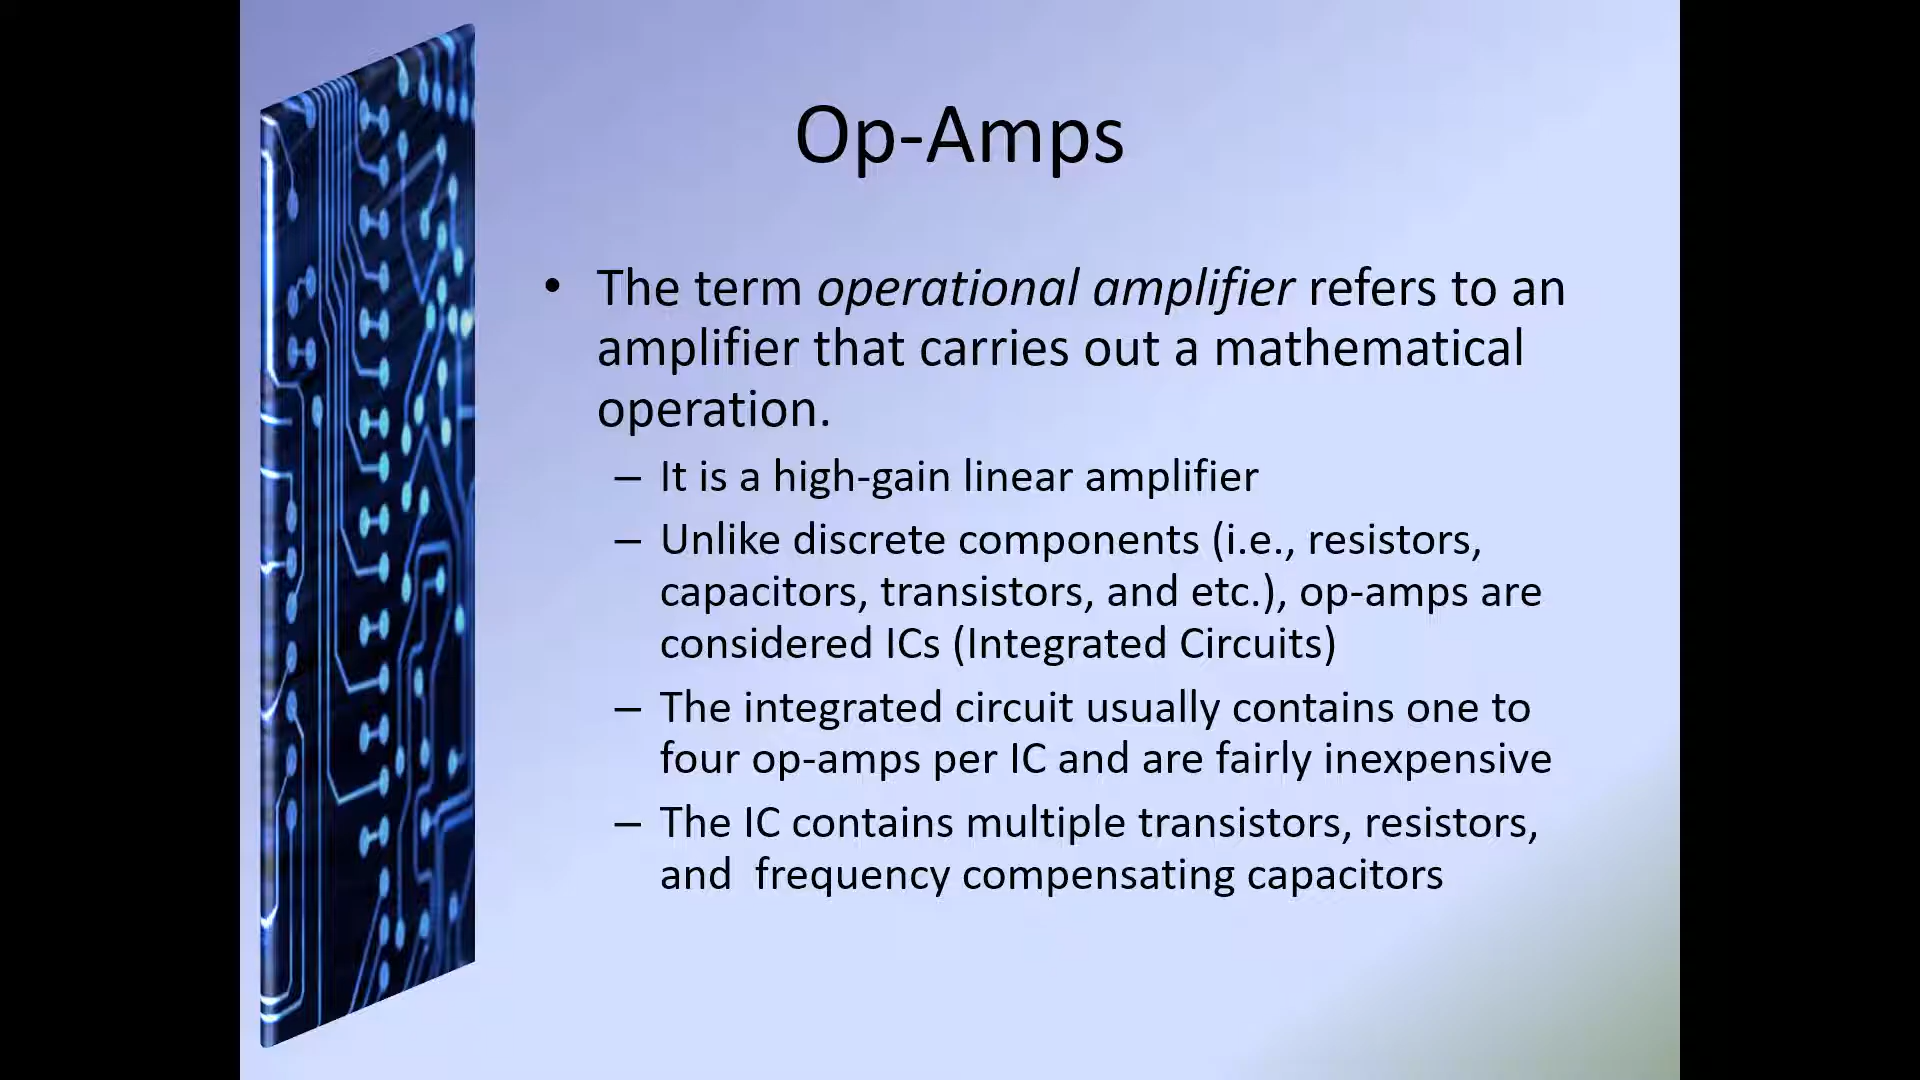 Op-Amps
• The term operational amplifier refers to an
amplifier that carries out a mathematical
operation.
– It is a high-gain linear amplifier
– Unlike discrete components (i.e., resistors,
capacitors, transistors, and etc.), op-amps are
considered ICs (Integrated Circuits)
– The integrated circuit usually contains one to
four op-amps per IC and are fairly inexpensive
– The IC contains multiple transistors, resistors,
and  frequency compensating capacitors